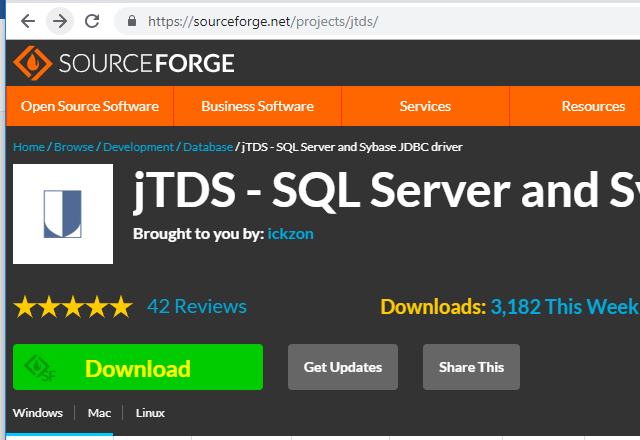 https://sourceforge.net/projects/jtds/
SOURCEFORGE
Open Source Software Business Software Services Resources
Home / Browse / Development / Database / jTDS - SQL Server and Sybase JDBC driver
jTDS - SQL Server and
Brought to you by: ickzon
42 Reviews Downloads: 3,182 This Week
SF Download Get Updates Share This
Windows Mac Linux